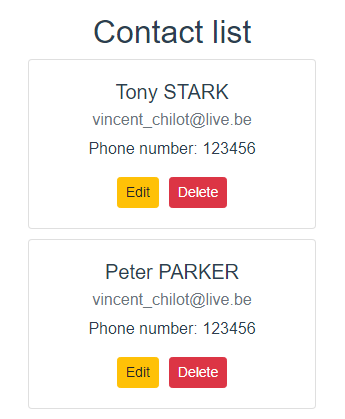 Contact list
Tony STARK
vincent_chilot@live.be
Phone number: 123456
Edit Delete
Peter PARKER
vincent_chilot@live.be
Phone number: 123456
Edit Delete